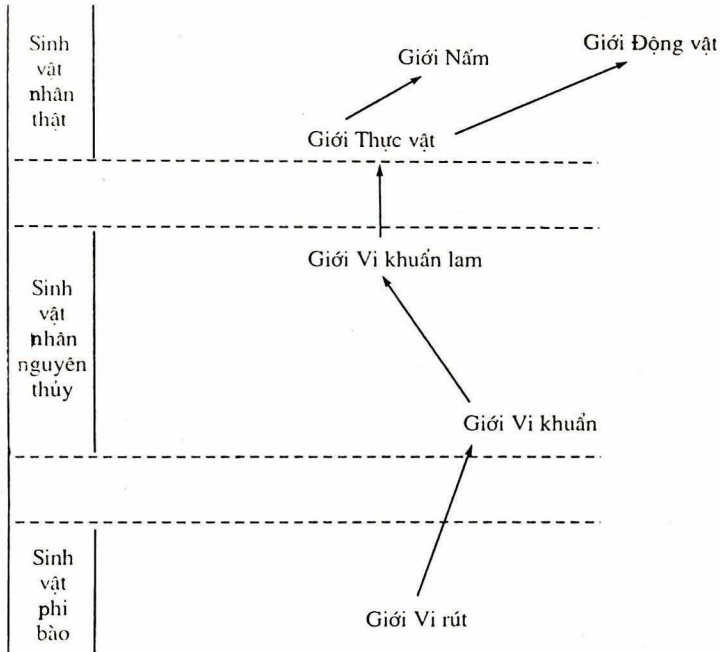 Sinh
vật
nhân
thật
Giới Nấm
Giới Động vật
Giới Thực vật
Sinh
vật
nhân
nguyên
thủy
Giới Vi khuẩn lam
Giới Vi khuẩn
Sinh
vật
phi
bào
Giới Vi rút